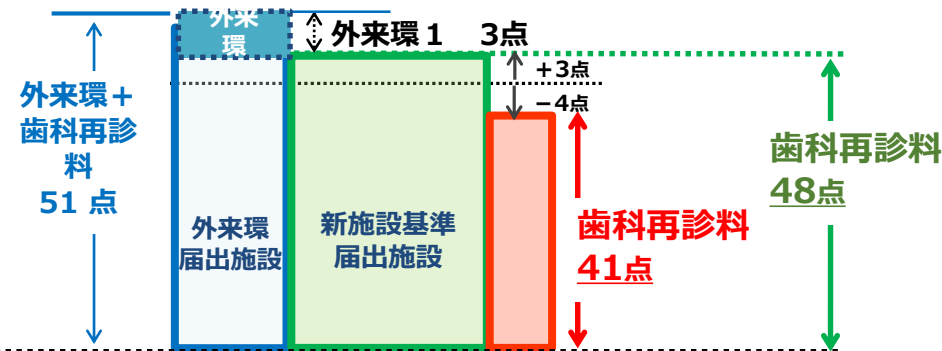 外来
環
外来環１　3点
＋3点
−4点
外来環＋
歯科再診
料
51 点
外来環
届出施設
新施設基準
届出施設
歯科再診料
41点
歯科再診料
48点